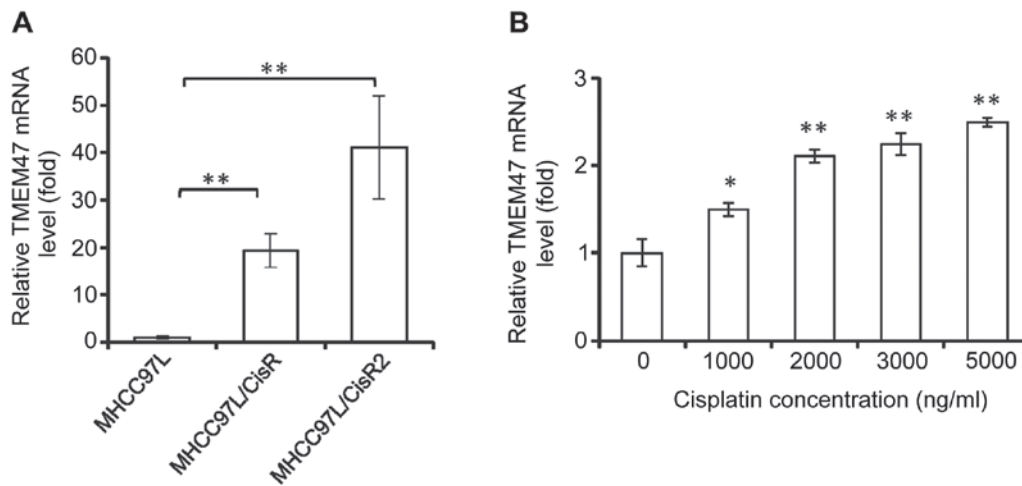 A
Relative TMEM47 mRNA
level (fold)
60
50
40
30
20
10
0
**
**
MHCC97L
MHCC97L/CisR
MHCC97L/CisR2
B
Relative TMEM47 mRNA
level (fold)
3
2
1
0
*
**
**
**
0 1000 2000 3000 5000
Cisplatin concentration (ng/ml)